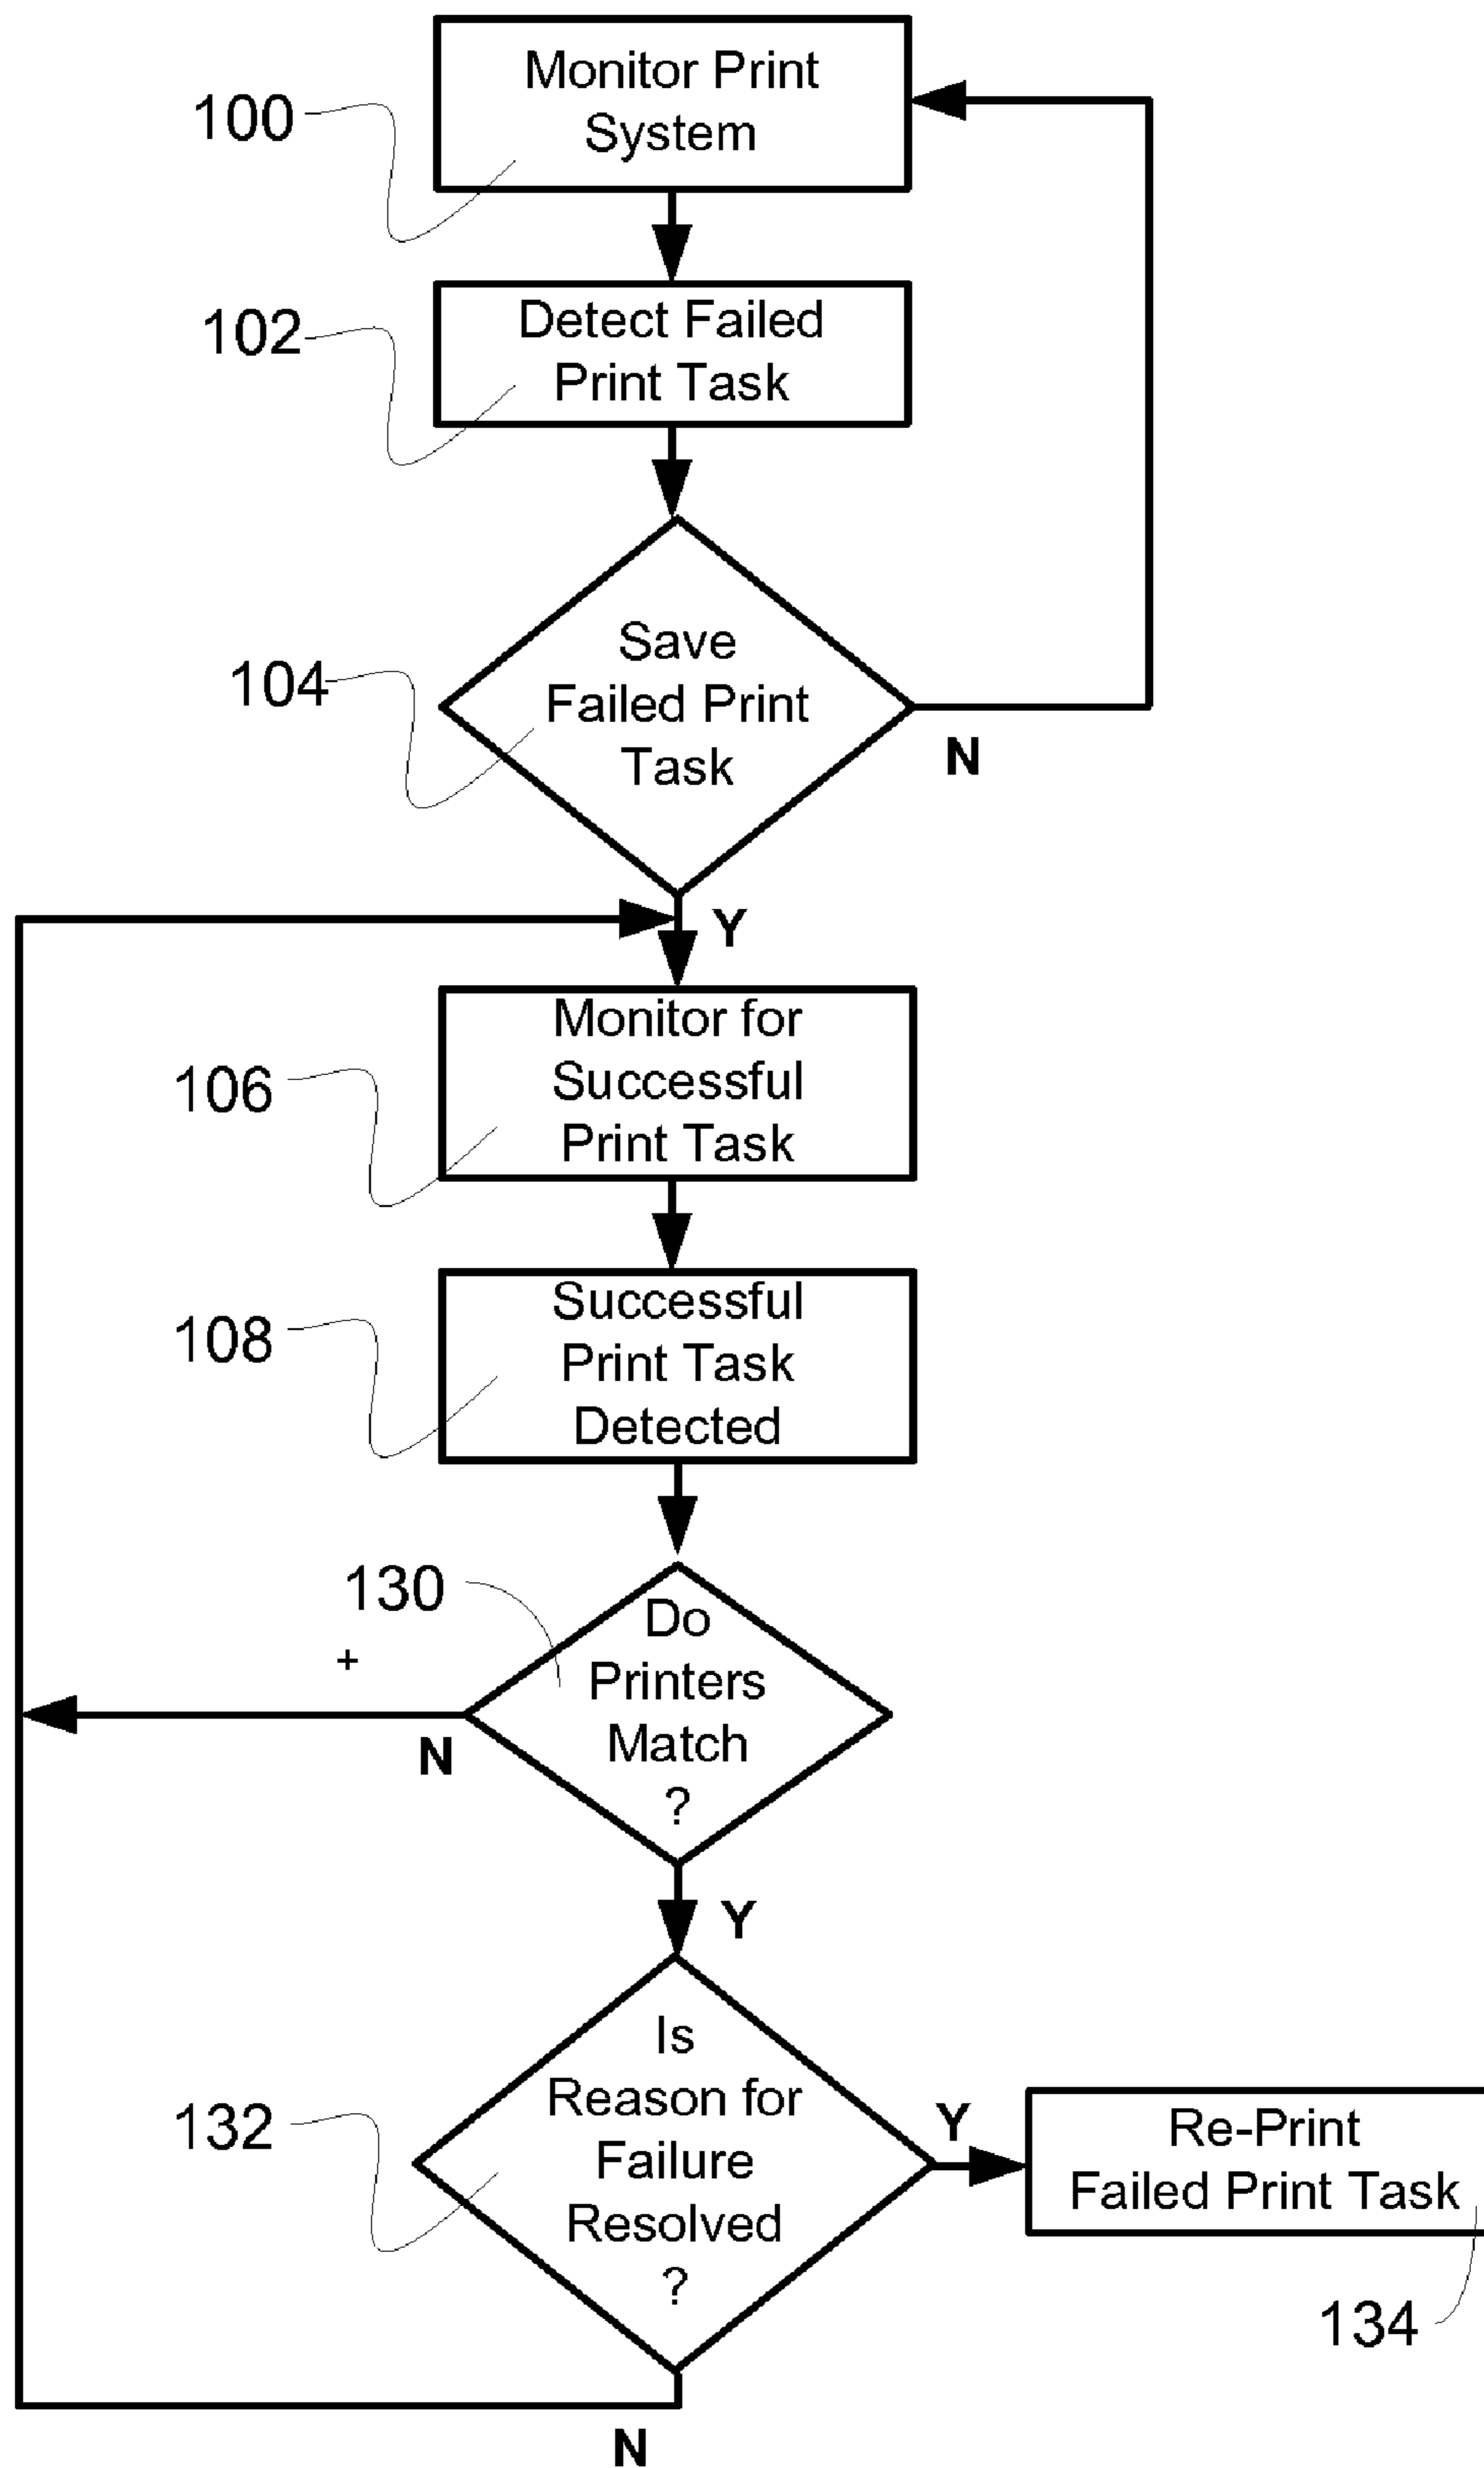 Monitor Print
System
100
Detect Failed
Print Task
102
Save
Failed Print
Task
104
N
Y
Monitor for
Successful
Print Task
106
Successful
Print Task
Detected
108
130
+
Do
Printers
Match
?
N
Y
Is
Reason for
Failure
Resolved
?
132
Y
Re-Print
Failed Print Task
134
N